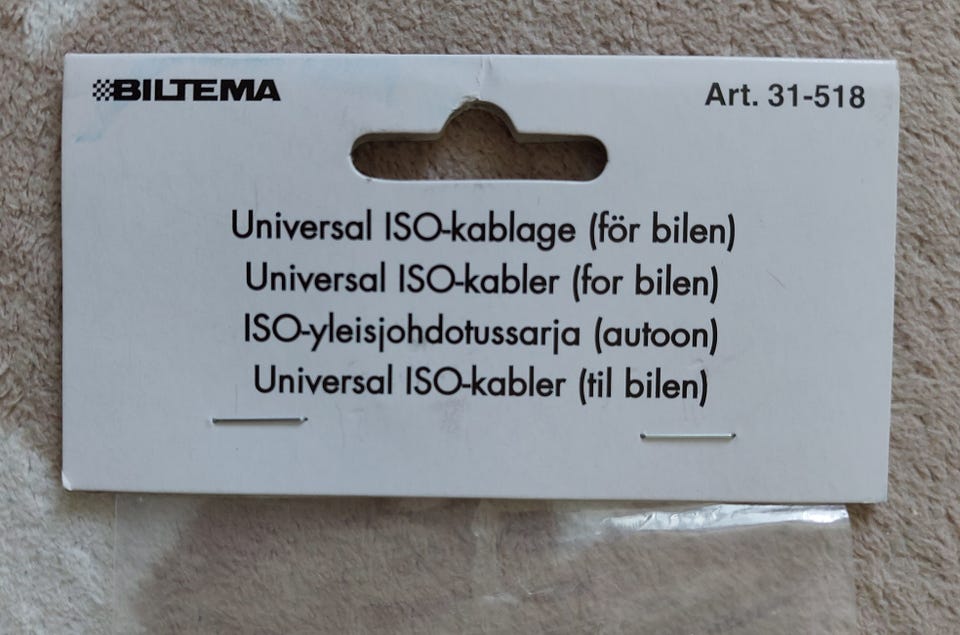 BILTEMA
Art. 31-518
Universal ISO-kablage (för bilen)
Universal ISO-kabler (for bilen)
ISO-yleisjohdotussarja (autoon)
Universal ISO-kabler (til bilen)